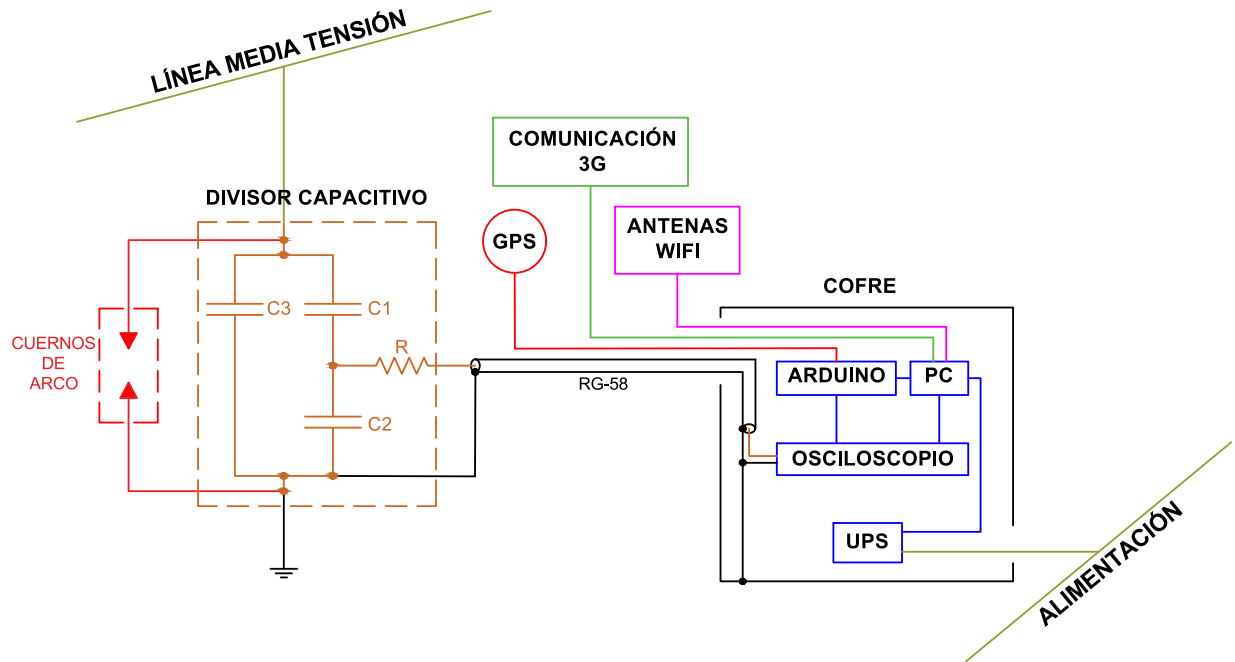 LÍNEA MEDIA TENSIÓN
COMUNICACIÓN
3G
DIVISOR CAPACITIVO
GPS
ANTENAS
WIFI
COFRE
C3
C1
CUERNOS
DE
ARCO
R
RG-58
ARDUINO
PC
C2
OSCILOSCOPIO
UPS
ALIMENTACIÓN